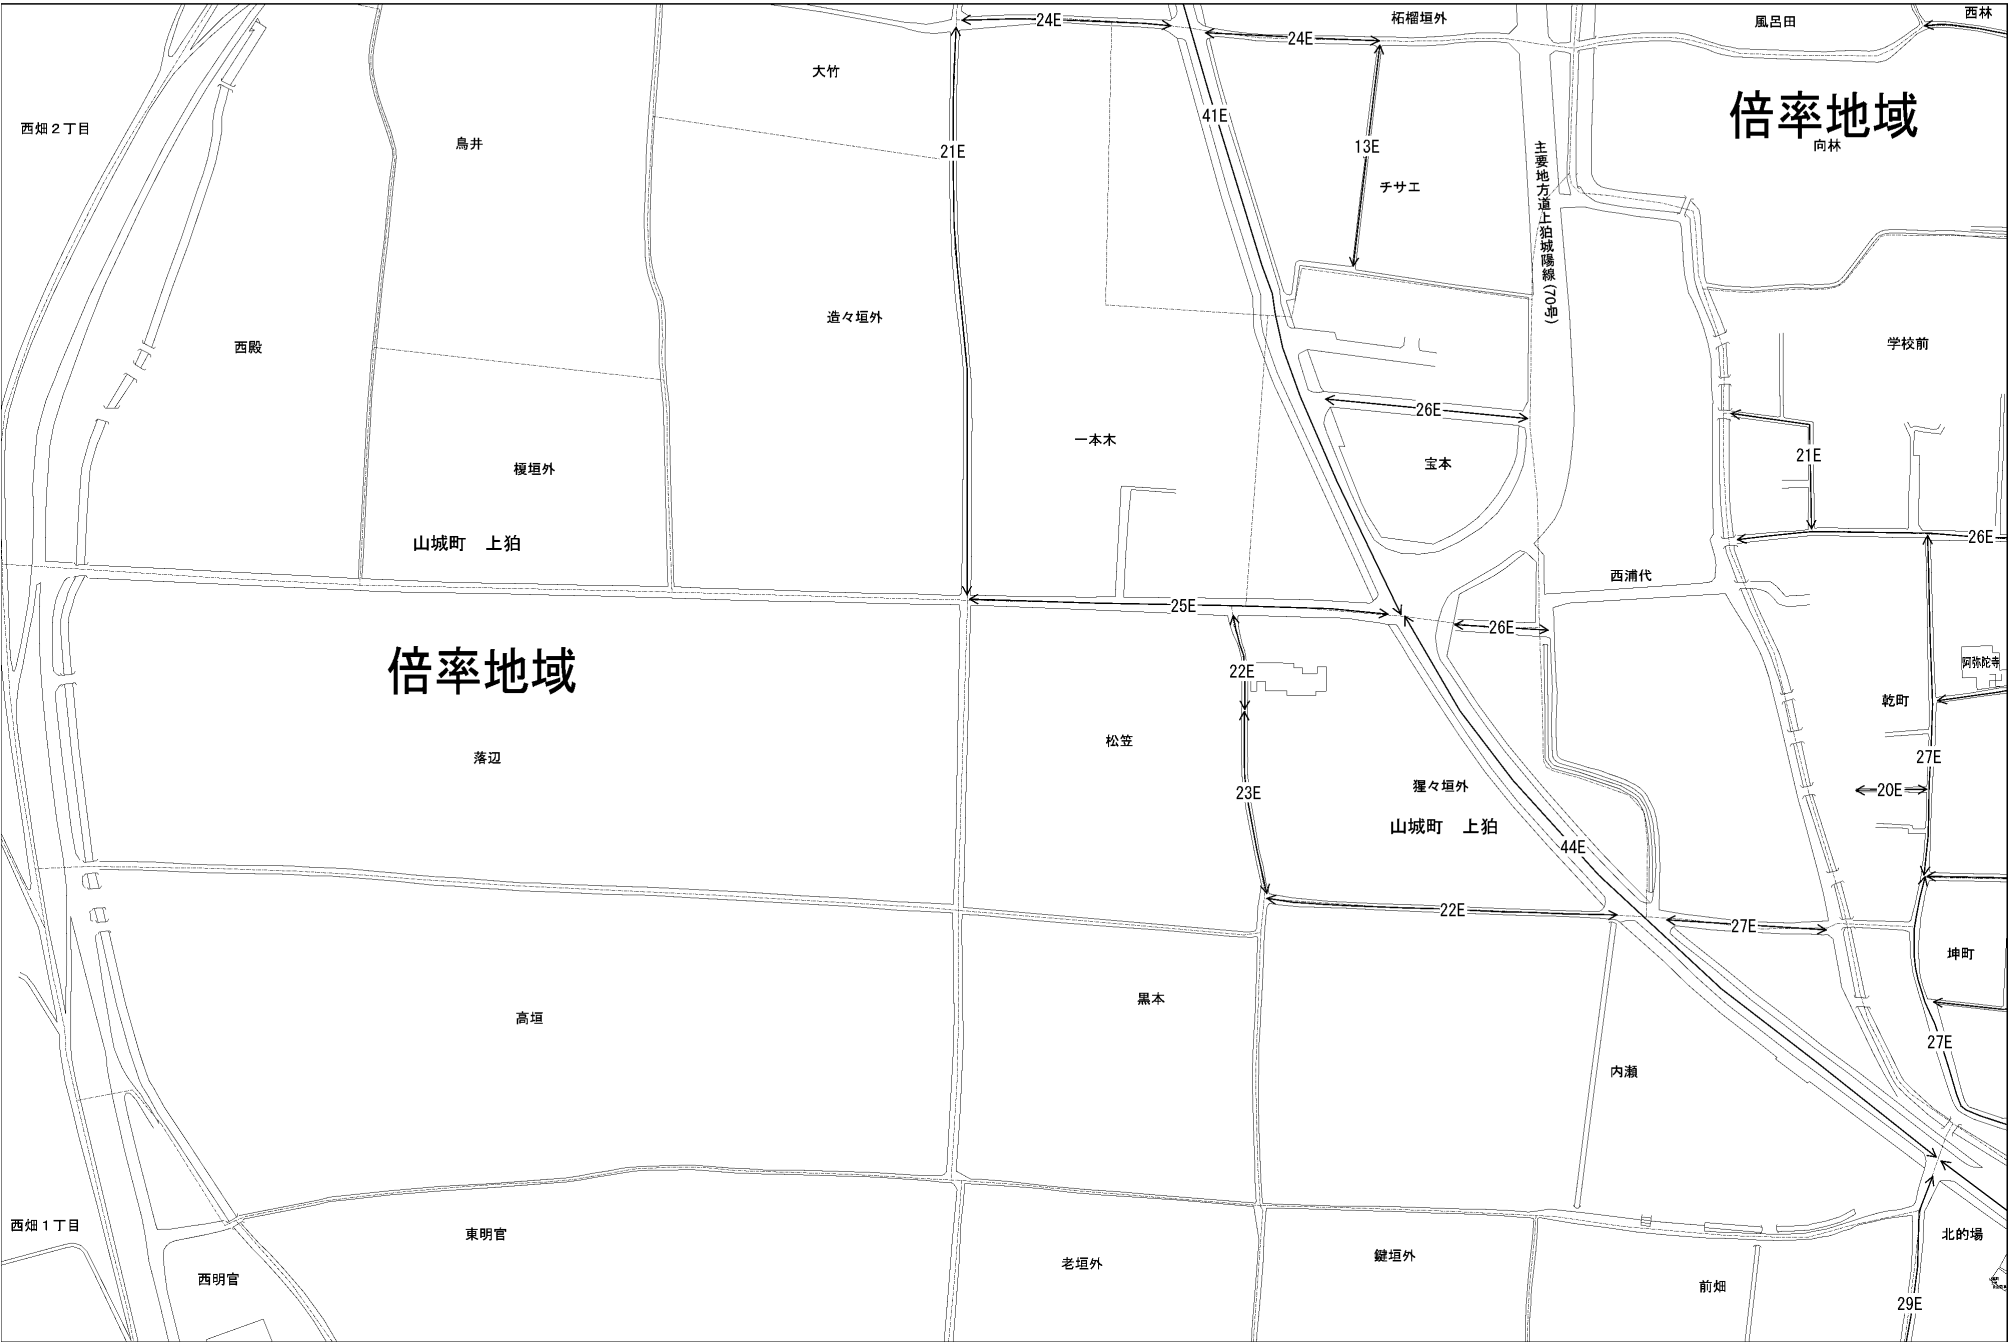 24E
柘榴垣外
風呂田
西林
24E
大竹
倍率地域
西畑２丁目
41E
鳥井
21E
13E
向林
チサエ
主要地方道上狛城陽線(70号)
造々垣外
西殿
学校前
26E
一本木
宝本
21E
榎垣外
26E
山城町　上狛
西浦代
25E
26E
倍率地域
22E
阿弥陀寺
乾町
松笠
落辺
27E
猩々垣外
20E
23E
山城町　上狛
44E
22E
27E
坤町
黒本
高垣
27E
内瀬
西畑１丁目
東明官
北的場
鍵垣外
老垣外
西明官
前畑
29E